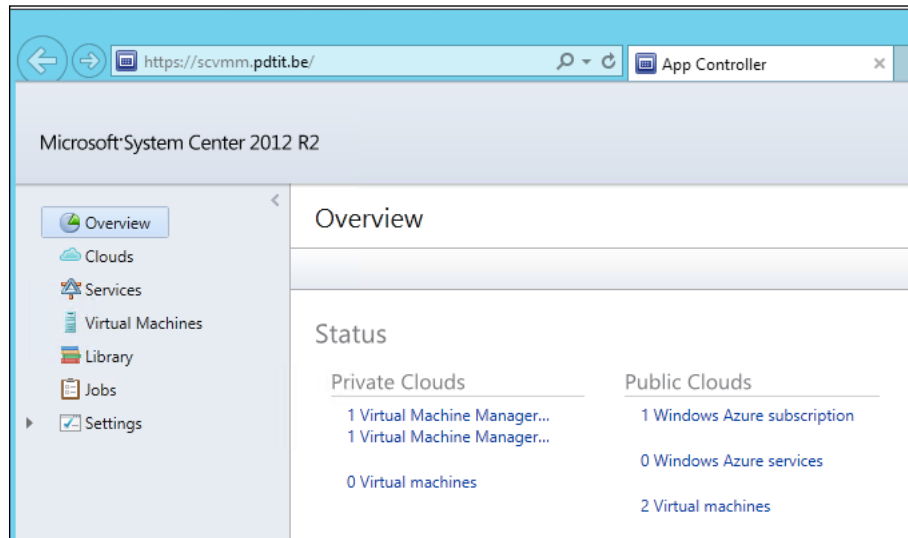 https://scvmm.pdtit.be/
App Controller
Microsoft System Center 2012 R2
Overview
Clouds
Services
Virtual Machines
Library
Jobs
Settings
Overview
Status
Private Clouds
1 Virtual Machine Manager...
1 Virtual Machine Manager...
0 Virtual machines
Public Clouds
1 Windows Azure subscription
0 Windows Azure services
2 Virtual machines